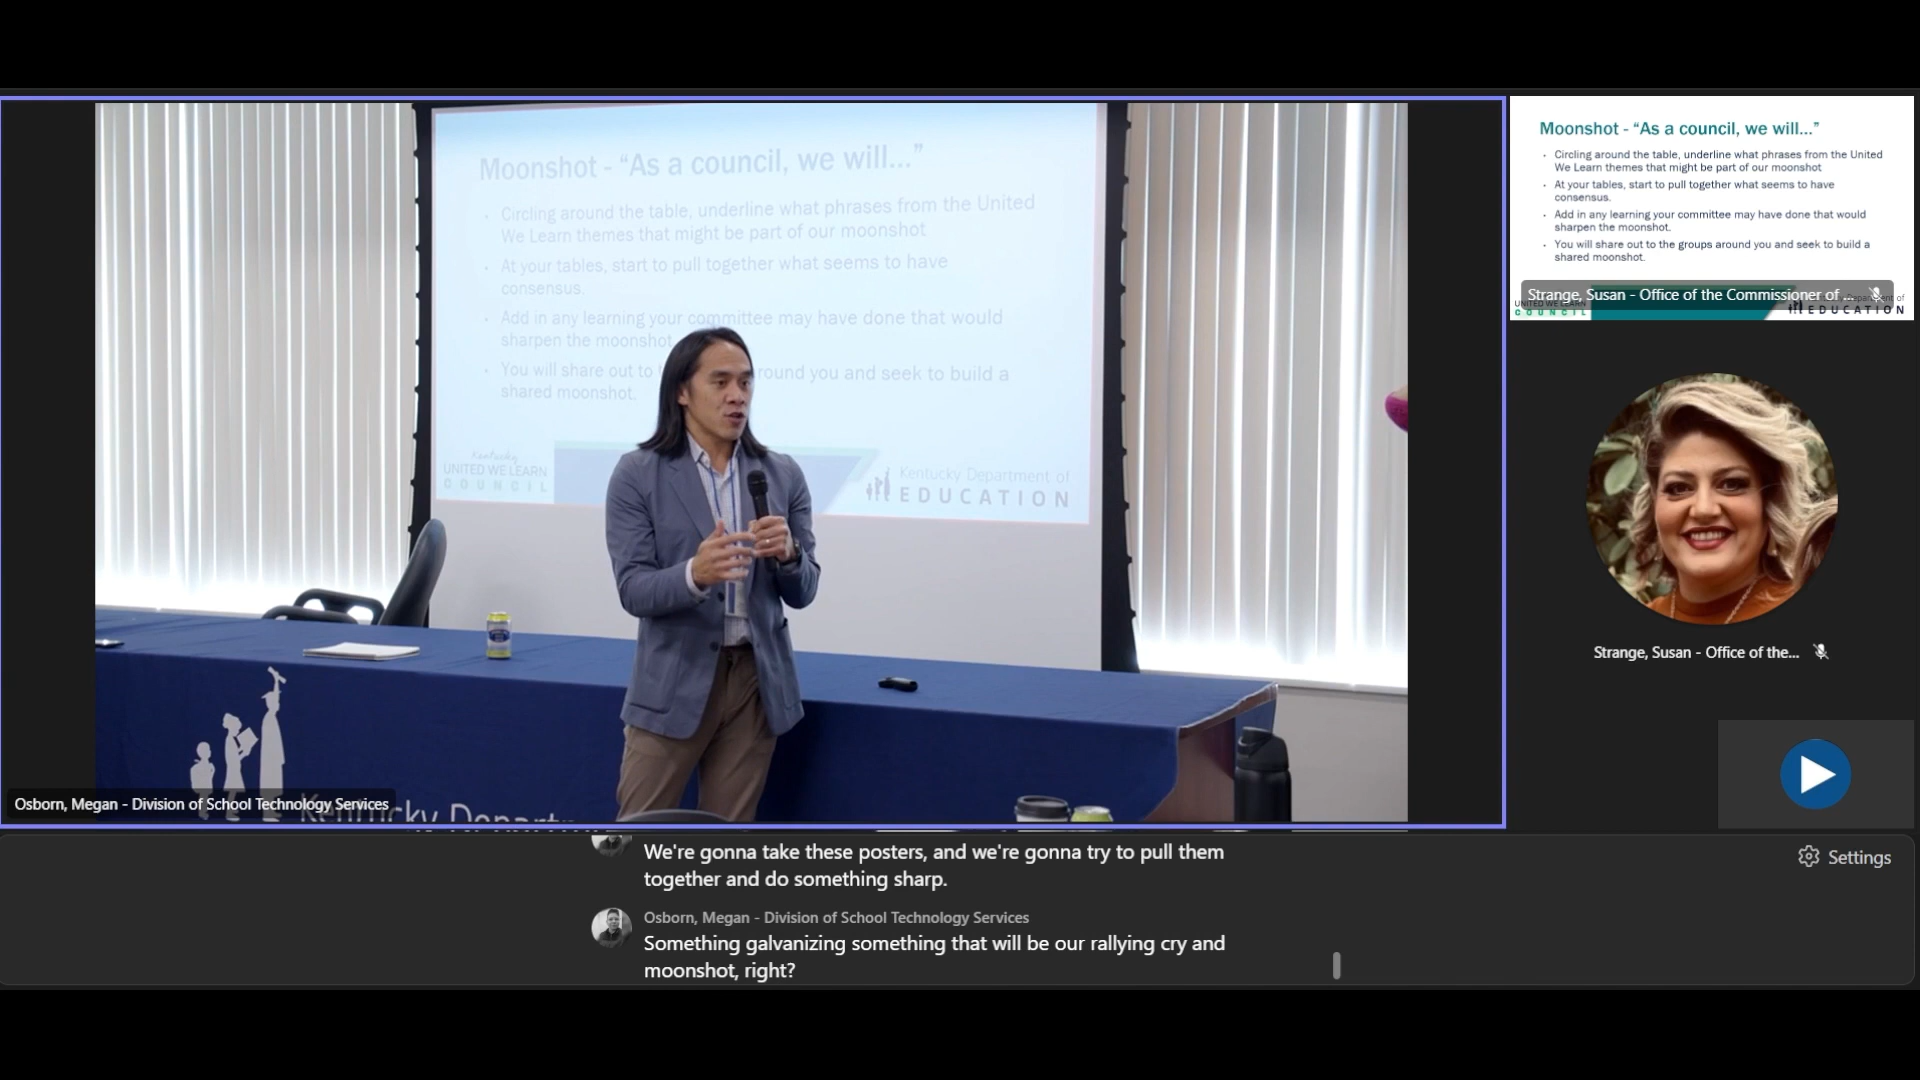 Moonshot - “As a council, we will...”
• Circling around the table, underline what phrases from the United
We Learn themes that might be part of our moonshot
• At your tables, start to pull together what seems to have
consensus.
• Add in any learning your committee may have done that would
sharpen the moonshot
• You will share out to
round you and seek to build a
shared moonshot.
Kentucky
UNITED WE LEARN
COUNCIL
Kentucky Department of
EDUCATION
Osborn, Megan - Division of School Technology Services
Kentucky Depart
Moonshot - “As a council, we will...”
• Circling around the table, underline what phrases from the United
We Learn themes that might be part of our moonshot
• At your tables, start to pull together what seems to have
consensus.
• Add in any learning your committee may have done that would
sharpen the moonshot.
• You will share out to the groups around you and seek to build a
shared moonshot.
Strange, Susan - Office of the Commissioner of ...
UNITED WE LEARN
COUNCIL
of
EDUCATION
Strange, Susan - Office of the...
We're gonna take these posters, and we're gonna try to pull them
together and do something sharp.
Osborn, Megan - Division of School Technology Services
Something galvanizing something that will be our rallying cry and
moonshot, right?
Settings